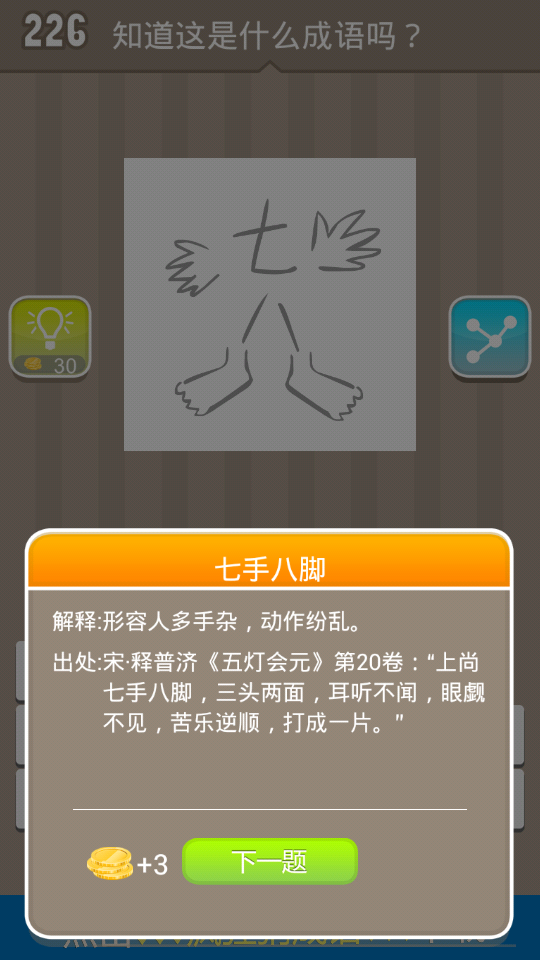 226 知道这是什么成语吗？
七
八
30
七手八脚
解释:形容人多手杂，动作纷乱。
出处:宋·释普济《五灯会元》第20卷：“上尚
七手八脚，三头两面，耳听不闻，眼觑
不见，苦乐逆顺，打成一片。”
+3 下一题